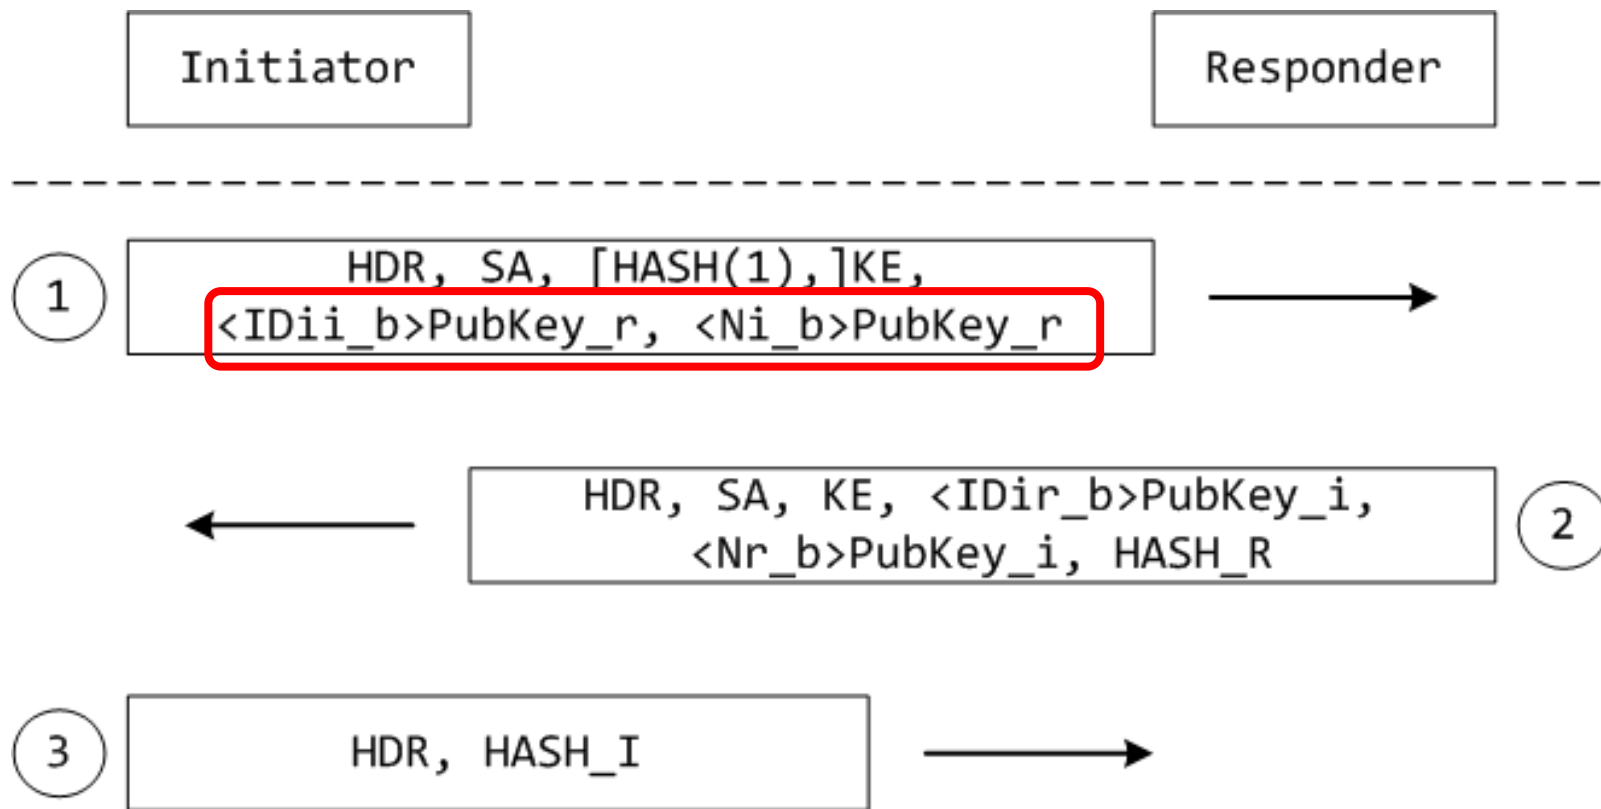 Initiator
Responder
1
HDR, SA, [HASH(1),]KE,
<IDii_b>PubKey_r, <Ni_b>PubKey_r
HDR, SA, KE, <IDir_b>PubKey_i,
<Nr_b>PubKey_i, HASH_R
2
3
HDR, HASH_I